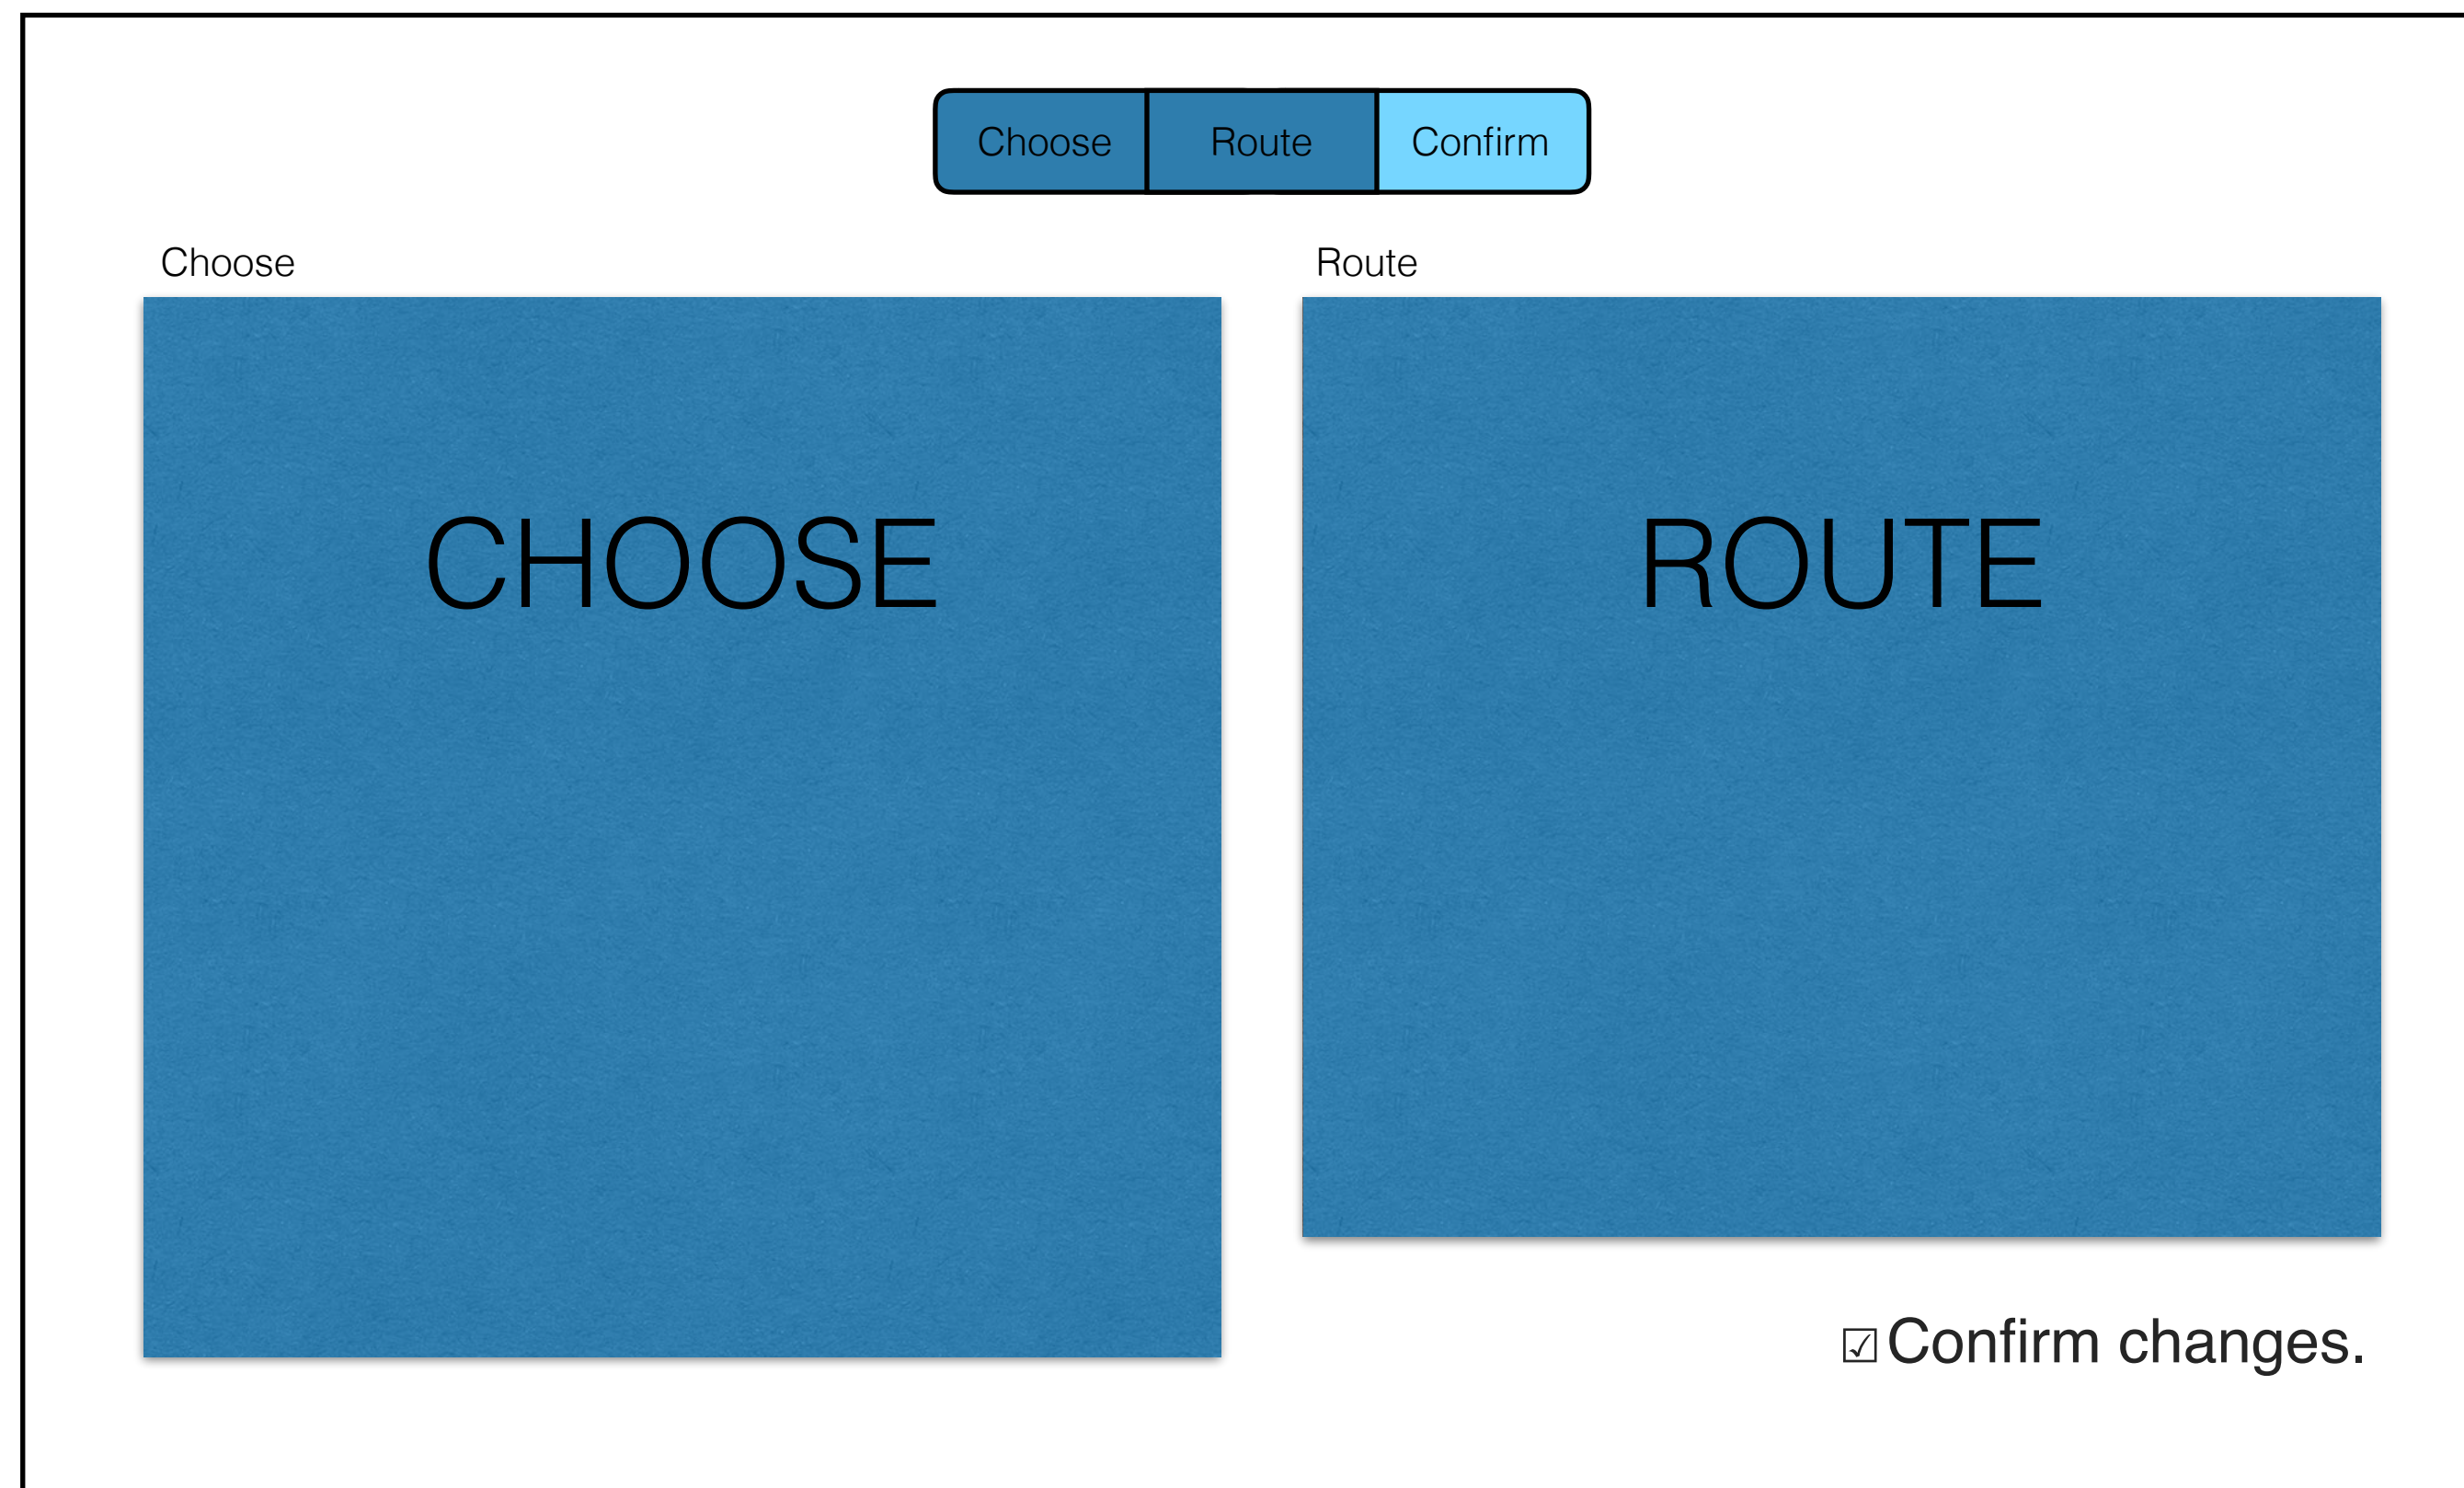 Choose Route Confirm
Choose
Route
CHOOSE
ROUTE
☑Confirm changes.